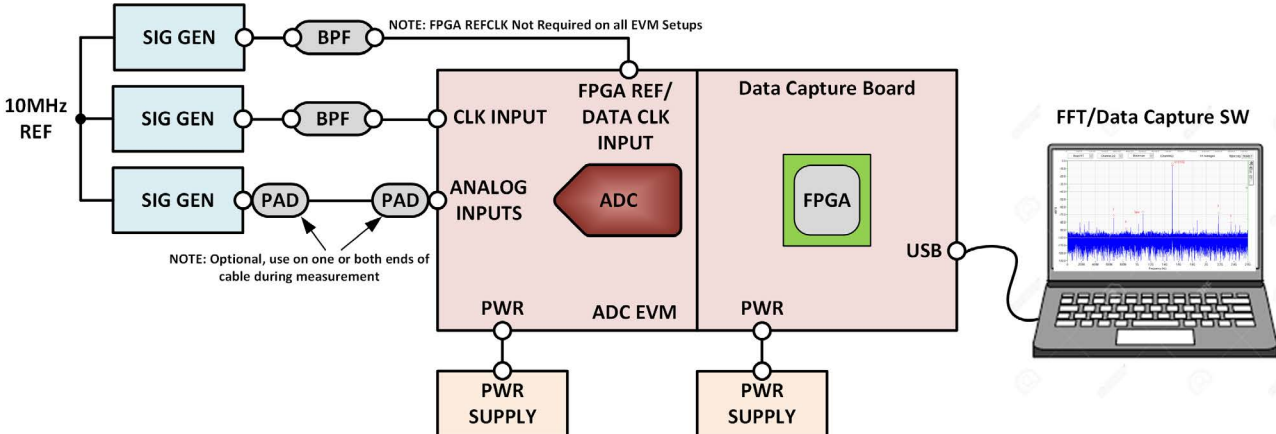 NOTE: FPGA REFCLK Not Required on all EVM Setups
SIG GEN
BPF
10MHz
REF
SIG GEN
BPF
CLK INPUT
FPGA REF/
DATA CLK
INPUT
Data Capture Board
FFT/Data Capture SW
SIG GEN
PAD
PAD
ANALOG
INPUTS
ADC
FPGA
NOTE: Optional, use on one or both ends of
cable during measurement
USB
PWR
ADC EVM
PWR
PWR
SUPPLY
PWR
SUPPLY